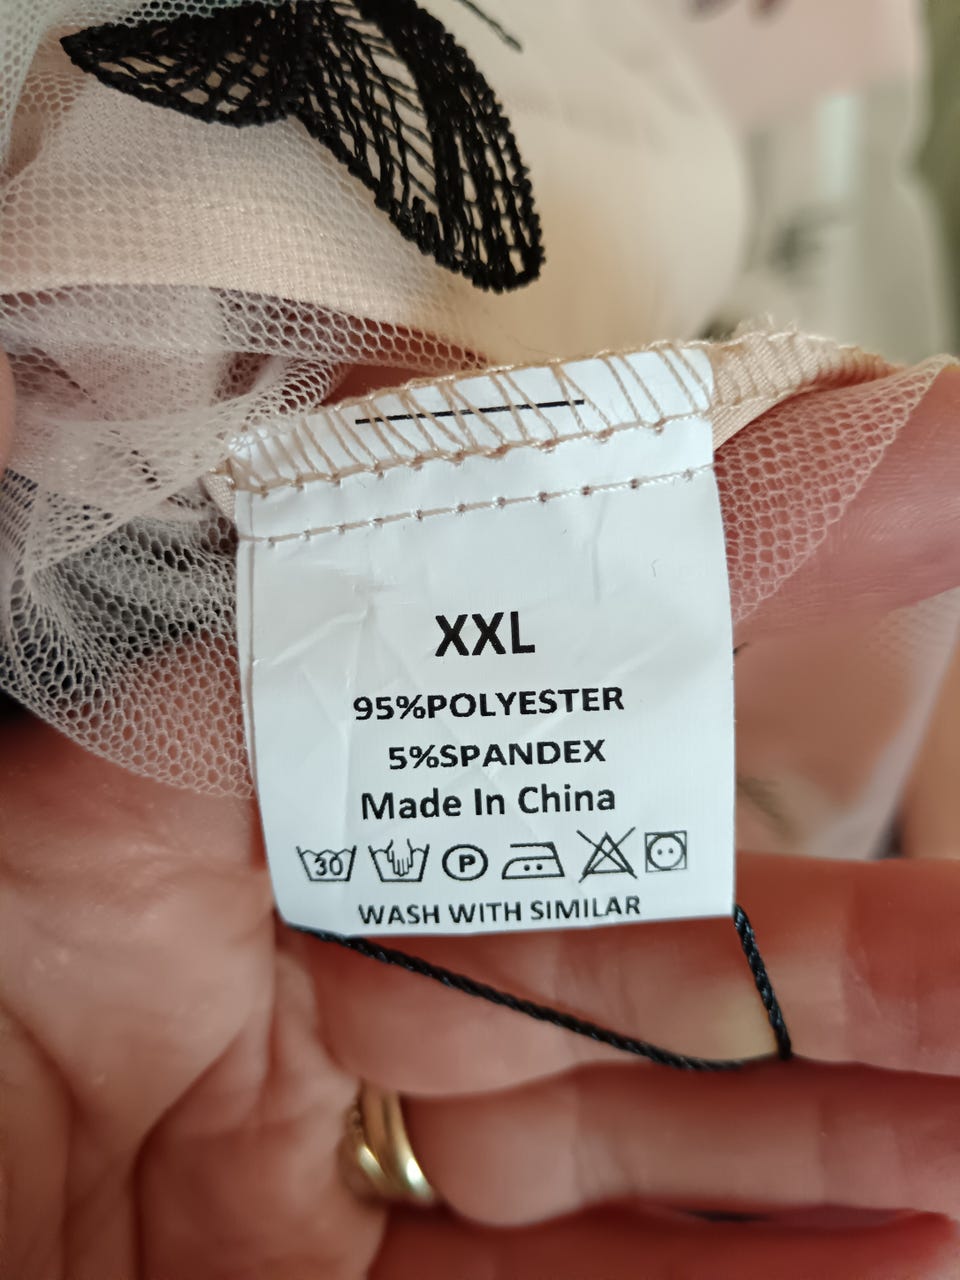 XXL
95%POLYESTER
5%SPANDEX
Made In China
30 P
WASH WITH SIMILAR